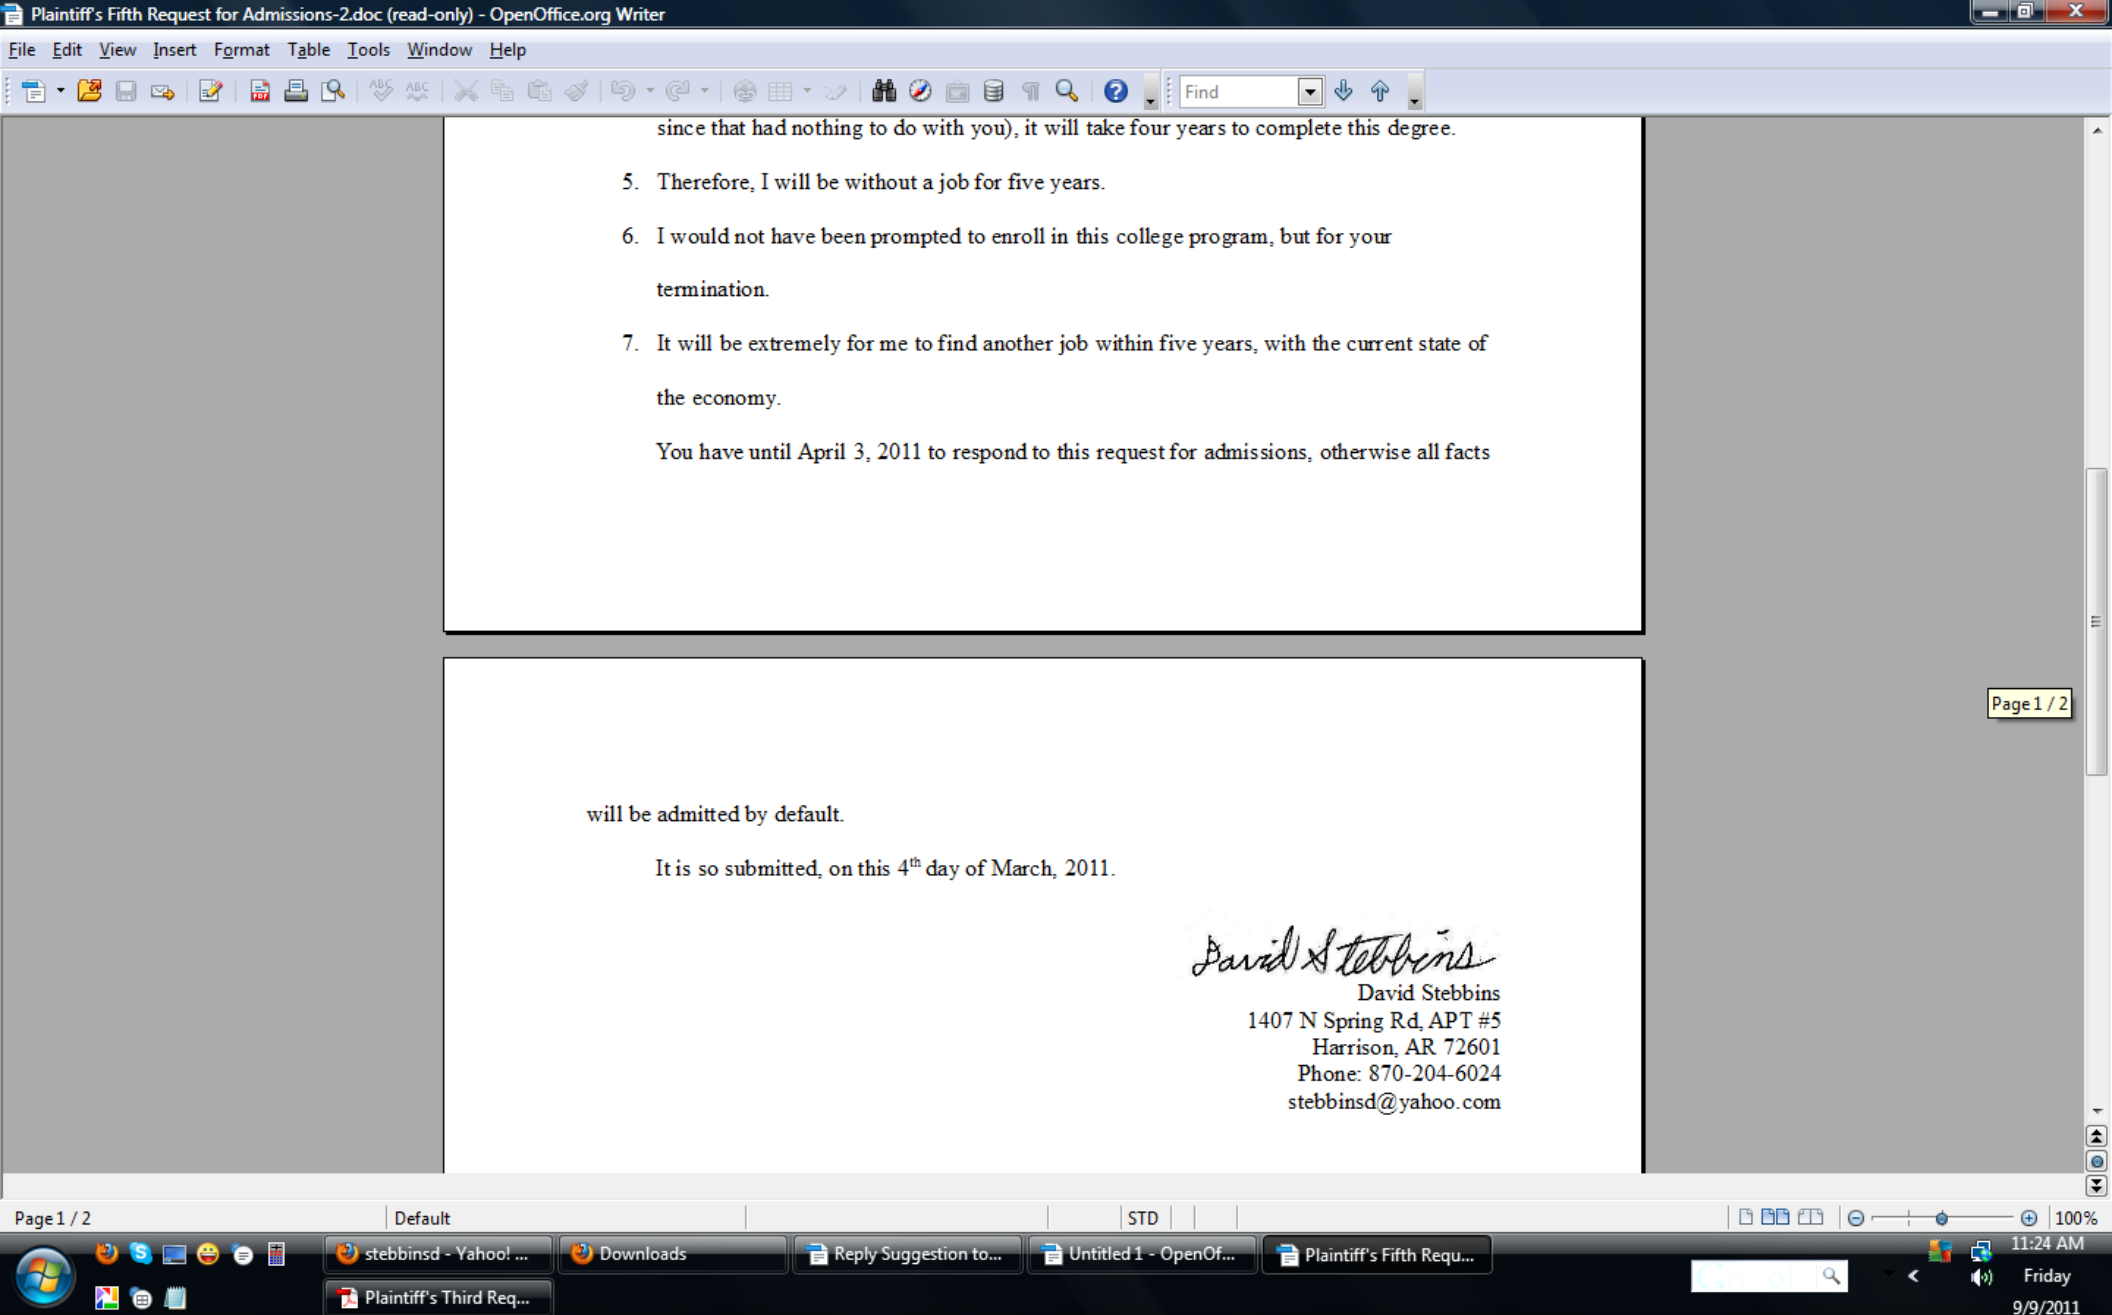 Plaintiff's Fifth Request for Admissions-2.doc (read-only) - OpenOffice.org Writer
File Edit View Insert Format Table Tools Window Help
Find
since that had nothing to do with you), it will take four years to complete this degree.
5. Therefore, I will be without a job for five years.
6. I would not have been prompted to enroll in this college program, but for your
termination.
7. It will be extremely for me to find another job within five years, with the current state of
the economy.
You have until April 3, 2011 to respond to this request for admissions, otherwise all facts
Page 1 / 2
will be admitted by default.
It is so submitted, on this 4th day of March, 2011.
David Stebbins
David Stebbins
1407 N Spring Rd, APT #5
Harrison, AR 72601
Phone: 870-204-6024
stebbinsd@yahoo.com
Page 1 / 2 Default STD 100%
stebbinsd - Yahoo! ... Downloads Reply Suggestion to... Untitled 1 - OpenOf... Plaintiff's Fifth Requ... 11:24 AM
Friday
Plaintiff's Third Req... 9/9/2011